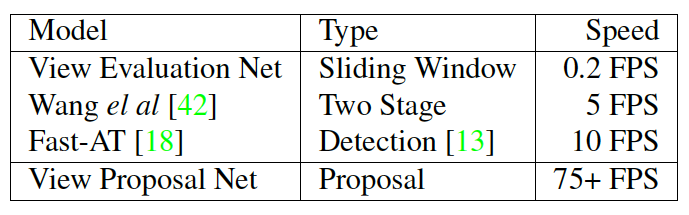 Model Type Speed
View Evaluation Net Sliding Window 0.2 FPS
Wang el al [42] Two Stage 5 FPS
Fast-AT [18] Detection [13] 10 FPS
View Proposal Net Proposal 75+ FPS